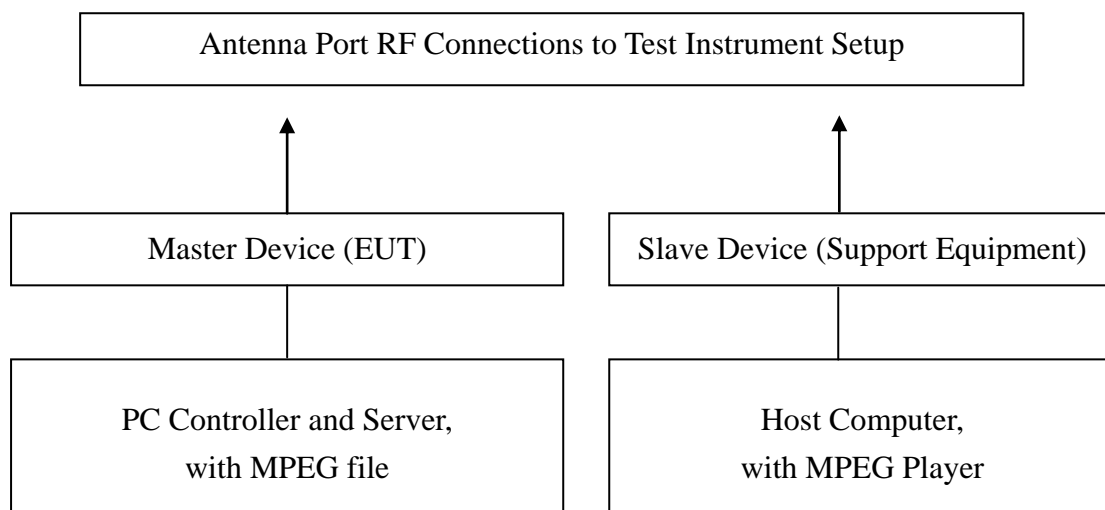 Antenna Port RF Connections to Test Instrument Setup
Master Device (EUT)
Slave Device (Support Equipment)
PC Controller and Server,
with MPEG file
Host Computer,
with MPEG Player